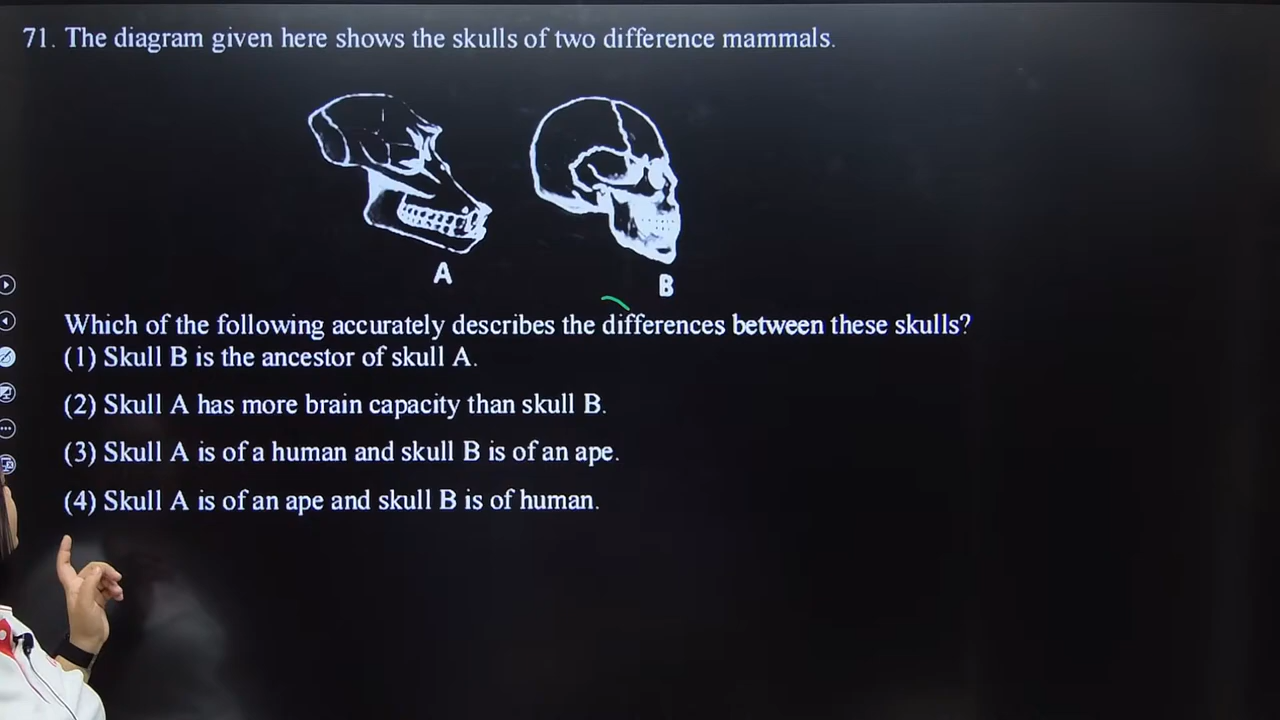 71. The diagram given here shows the skulls of two difference mammals.
A
B
Which of the following accurately describes the differences between these skulls?
(1) Skull B is the ancestor of skull A.
(2) Skull A has more brain capacity than skull B.
(3) Skull A is of a human and skull B is of an ape.
(4) Skull A is of an ape and skull B is of human.